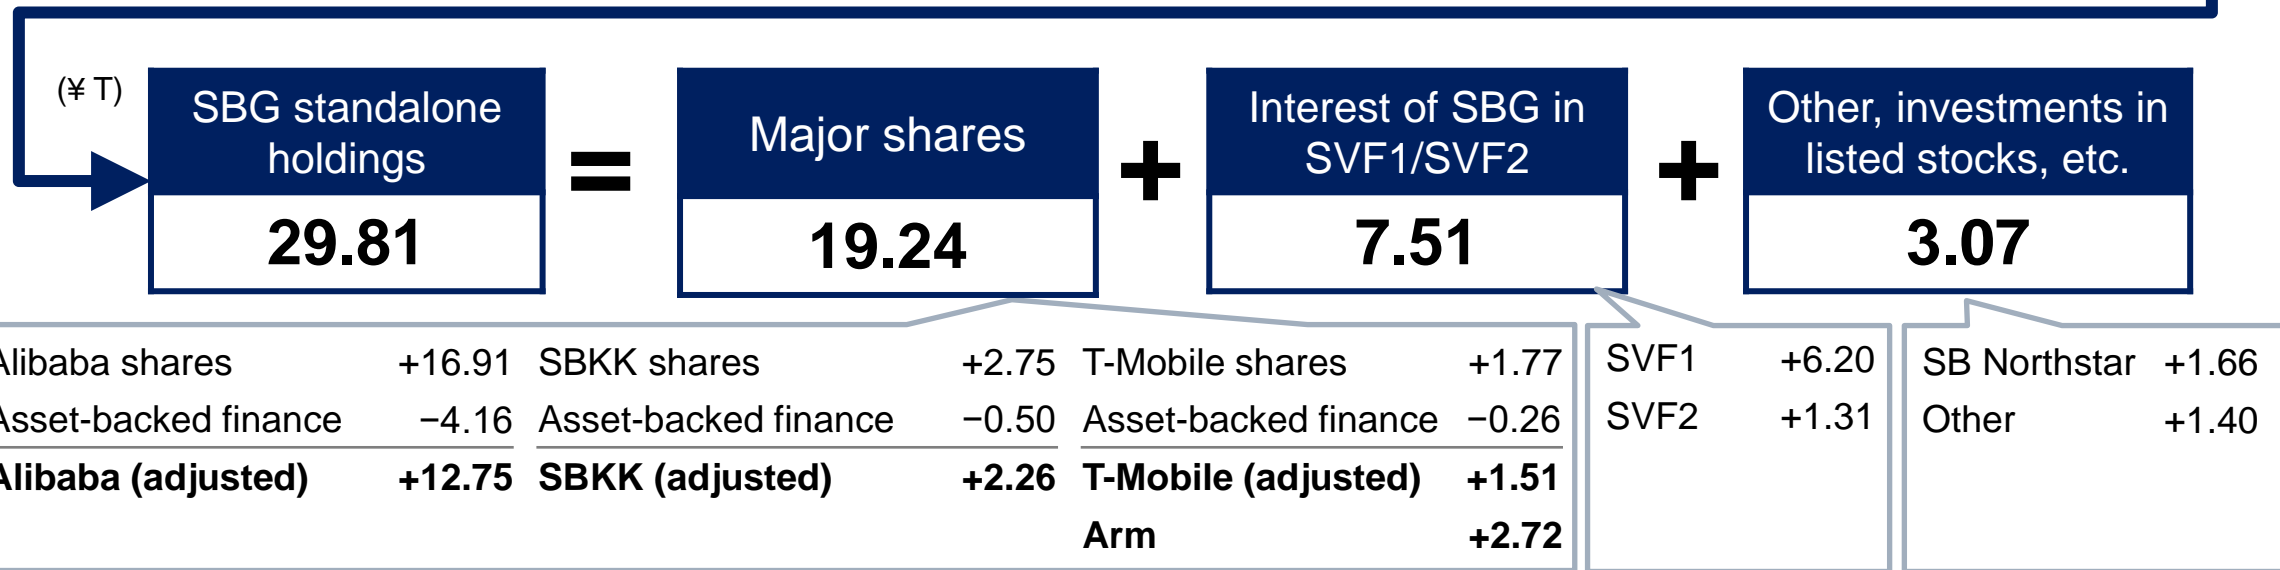 (¥ T)
SBG standalone
holdings
29.81
=
Major shares
19.24
+
Interest of SBG in
SVF1/SVF2
7.51
+
Other, investments in
listed stocks, etc.
3.07
Alibaba shares +16.91
Asset-backed finance −4.16
Alibaba (adjusted) +12.75
SBKK shares +2.75
Asset-backed finance −0.50
SBKK (adjusted) +2.26
T-Mobile shares +1.77
Asset-backed finance −0.26
T-Mobile (adjusted) +1.51
Arm +2.72
SVF1 +6.20
SVF2 +1.31
SB Northstar +1.66
Other +1.40